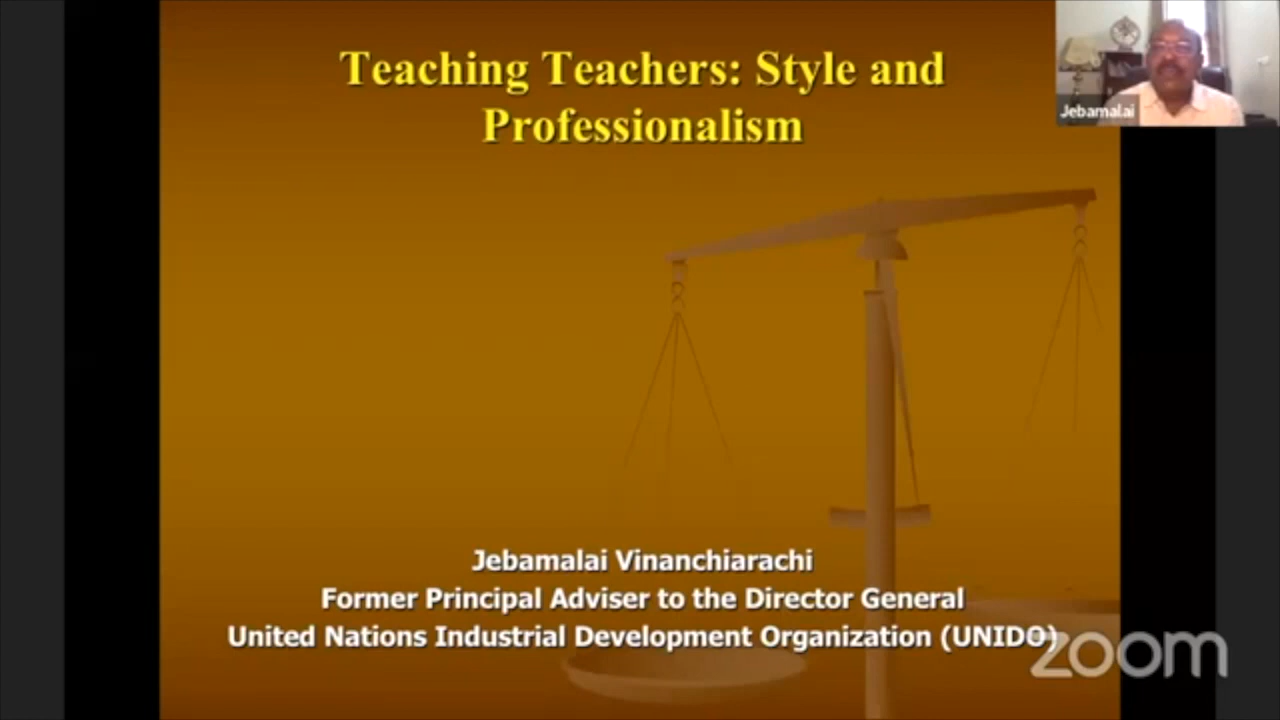 Teaching Teachers: Style and
Professionalism
Jebamalai
Jebamalai Vinanchiarachi
Former Principal Adviser to the Director General
United Nations Industrial Development Organization (UNIDO)
zoom